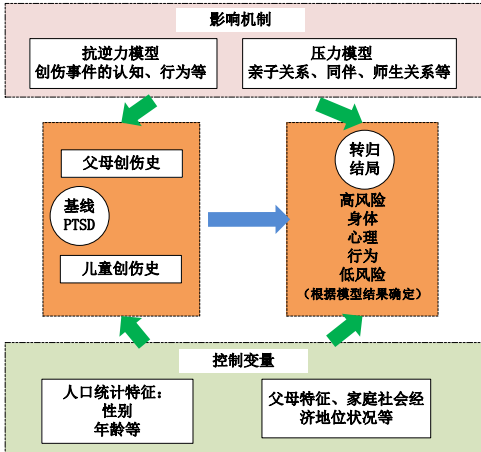 影响机制
抗逆力模型
创伤事件的认知、行为等
压力模型
亲子关系、同伴、师生关系等
父母创伤史
基线
PTSD
儿童创伤史
转归
结局
高风险
身体
心理
行为
低风险
（根据模型结果确定）
控制变量
人口统计特征：
性别
年龄等
父母特征、家庭社会经
济地位状况等